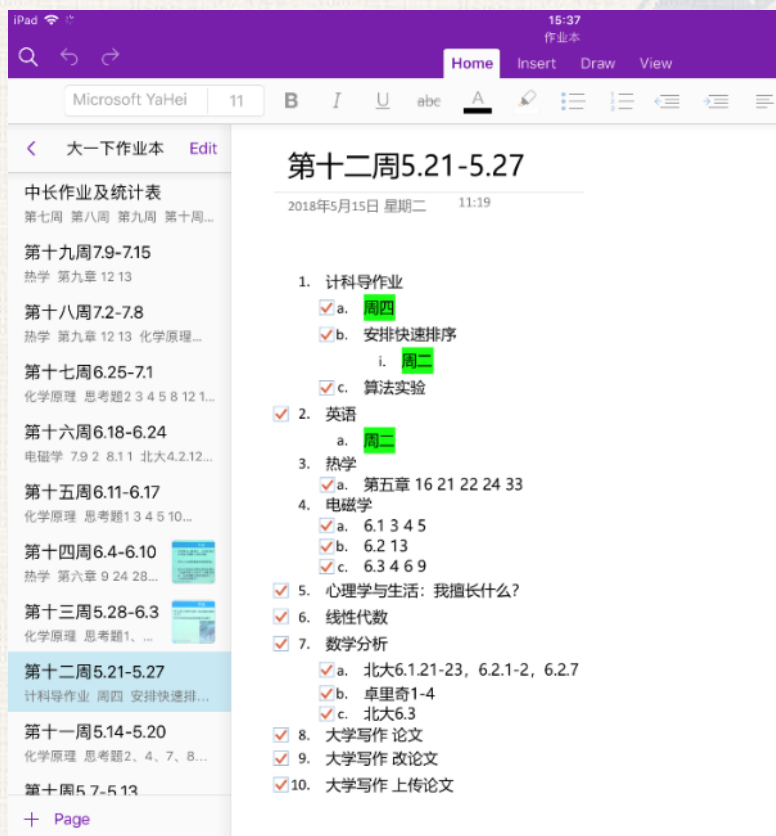 iPad
15:37
作业本
Home Insert Draw View
Microsoft YaHei 11 B I U abc A
大一下作业本 Edit
中长作业及统计表
第七周 第八周 第九周 第十周...
第十九周7.9-7.15
热学 第九章 12 13
第十八周7.2-7.8
热学 第九章 12 13 化学原理...
第十七周6.25-7.1
化学原理 思考题2 3 4 5 8 12 1...
第十六周6.18-6.24
电磁学 7.9 2 8.1 1 北大4.2.12...
第十五周6.11-6.17
化学原理 思考题1 3 4 5 10...
第十四周6.4-6.10
热学 第六章 9 24 28...
第十三周5.28-6.3
化学原理 思考题1、...
第十二周5.21-5.27
计科导作业 周四 安排快速排...
第十一周5.14-5.20
化学原理 思考题2、4、7、8...
第十周5.7-5.13
+ Page
第十二周5.21-5.27
2018年5月15日 星期二 11:19
1. 计科导作业
a. 周四
b. 安排快速排序
i. 周二
c. 算法实验
2. 英语
a. 周二
3. 热学
a. 第五章 16 21 22 24 33
4. 电磁学
a. 6.1 3 4 5
b. 6.2 13
c. 6.3 4 6 9
5. 心理学与生活：我擅长什么？
6. 线性代数
7. 数学分析
a. 北大6.1.21-23，6.2.1-2，6.2.7
b. 卓里奇1-4
c. 北大6.3
8. 大学写作 论文
9. 大学写作 改论文
10. 大学写作 上传论文